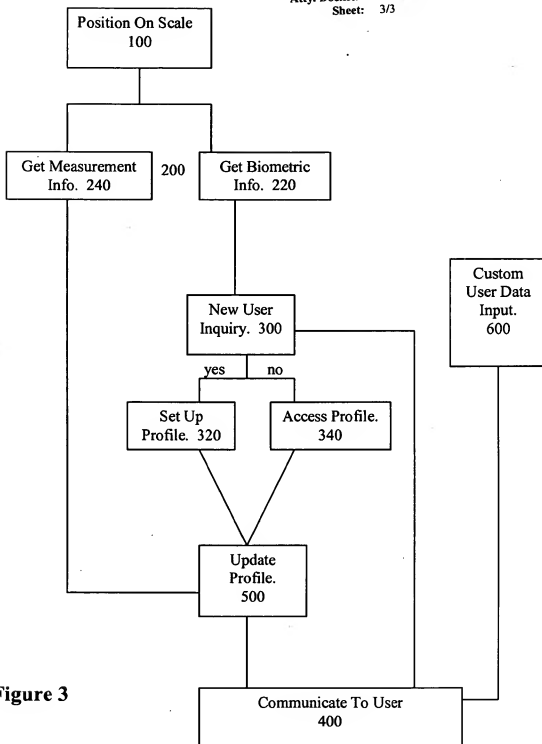 Sheet: 3/3
Position On Scale
100
Get Measurement
Info. 240
200
Get Biometric
Info. 220
Custom
User Data
Input.
600
New User
Inquiry. 300
yes no
Set Up
Profile. 320
Access Profile.
340
Update
Profile.
500
Figure 3
Communicate To User
400